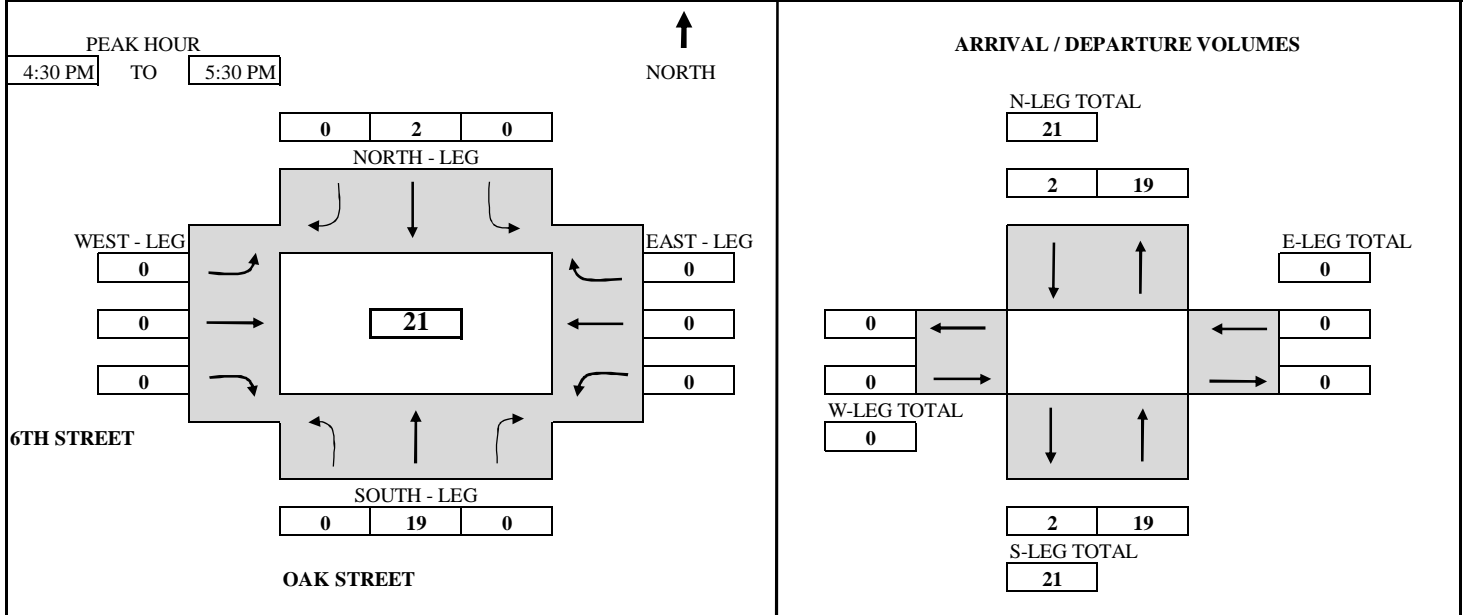 PEAK HOUR
4:30 PM TO 5:30 PM
NORTH
0 2 0
NORTH - LEG
WEST - LEG
EAST - LEG
0 0
0 21 0
0 0
6TH STREET
SOUTH - LEG
0 19 0
OAK STREET
ARRIVAL / DEPARTURE VOLUMES
N-LEG TOTAL
21
2 19
E-LEG TOTAL
0
0 0
0 0
W-LEG TOTAL
0
2 19
S-LEG TOTAL
21